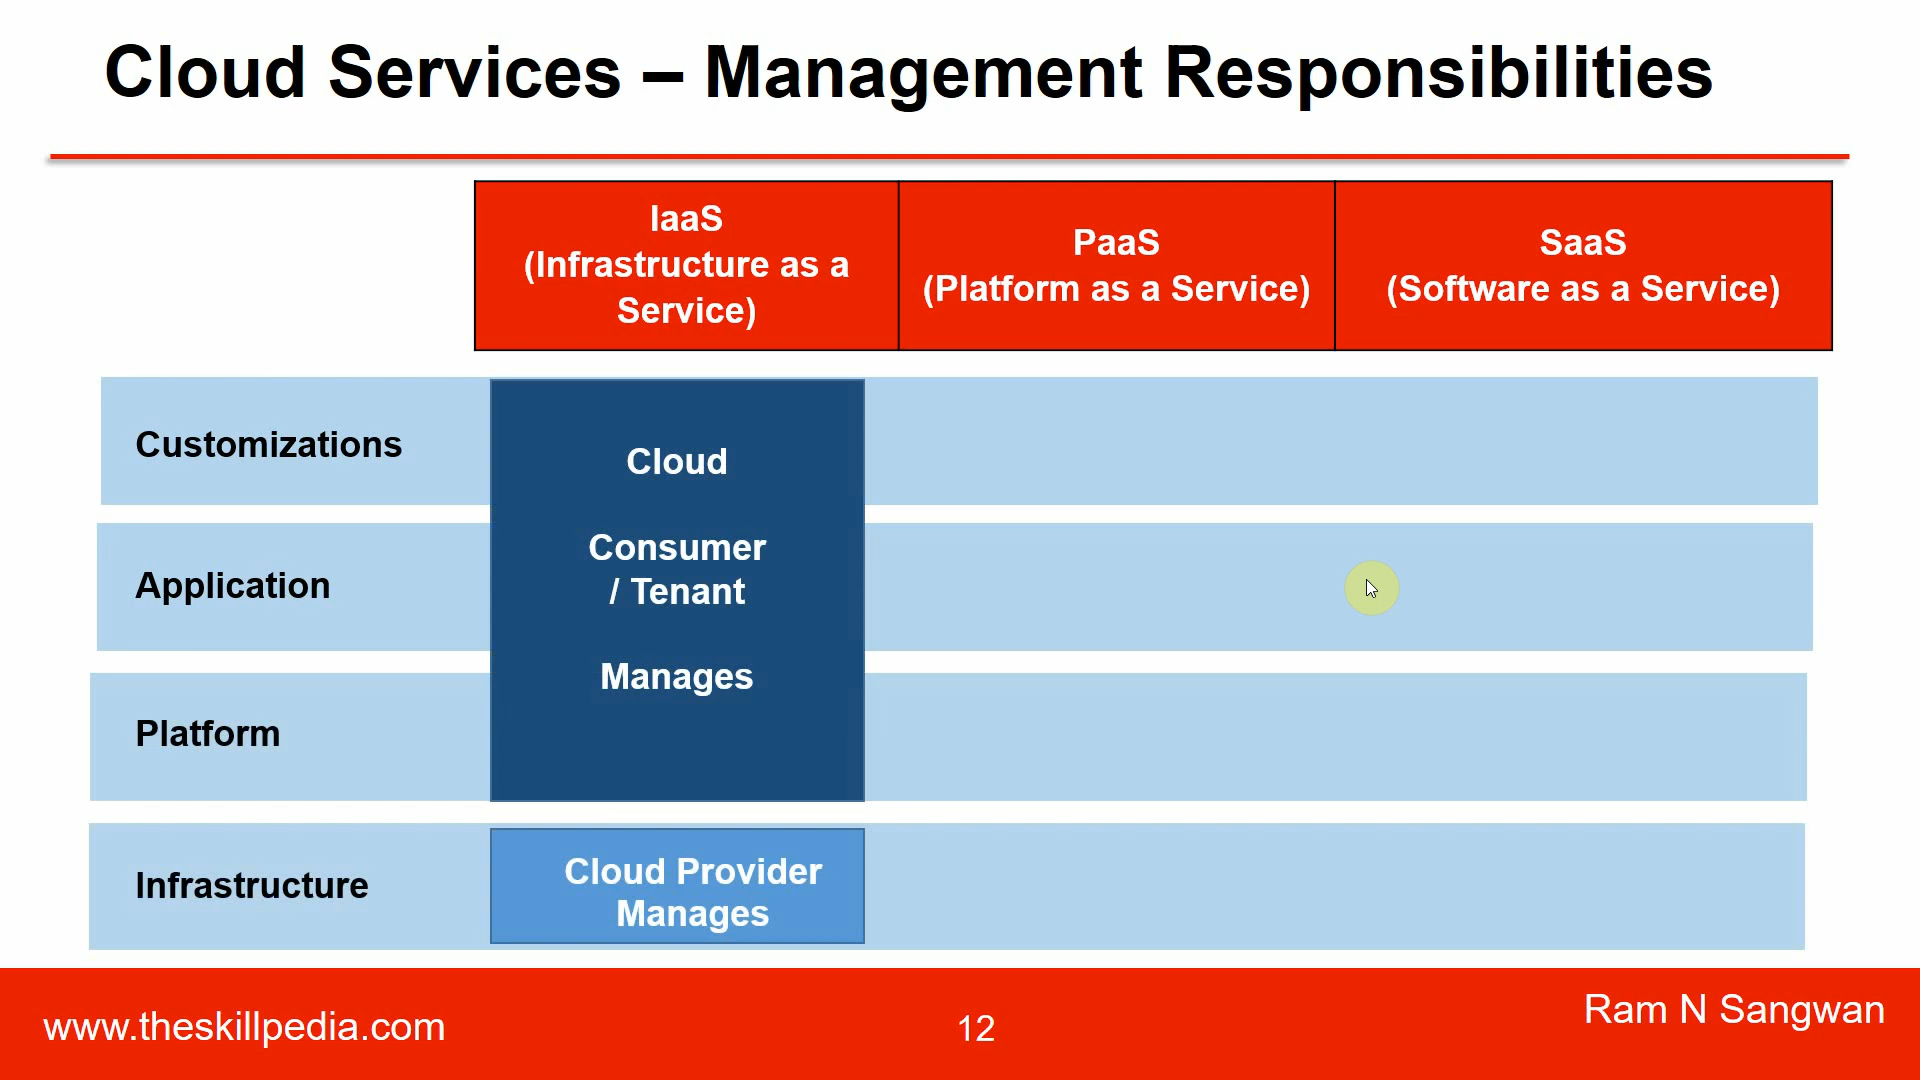 Cloud Services – Management Responsibilities
IaaS
(Infrastructure as a
Service)
PaaS
(Platform as a Service)
SaaS
(Software as a Service)
Customizations
Application
Platform
Infrastructure
Cloud
Consumer
/ Tenant
Manages
Cloud Provider
Manages
www.theskillpedia.com
12
Ram N Sangwan